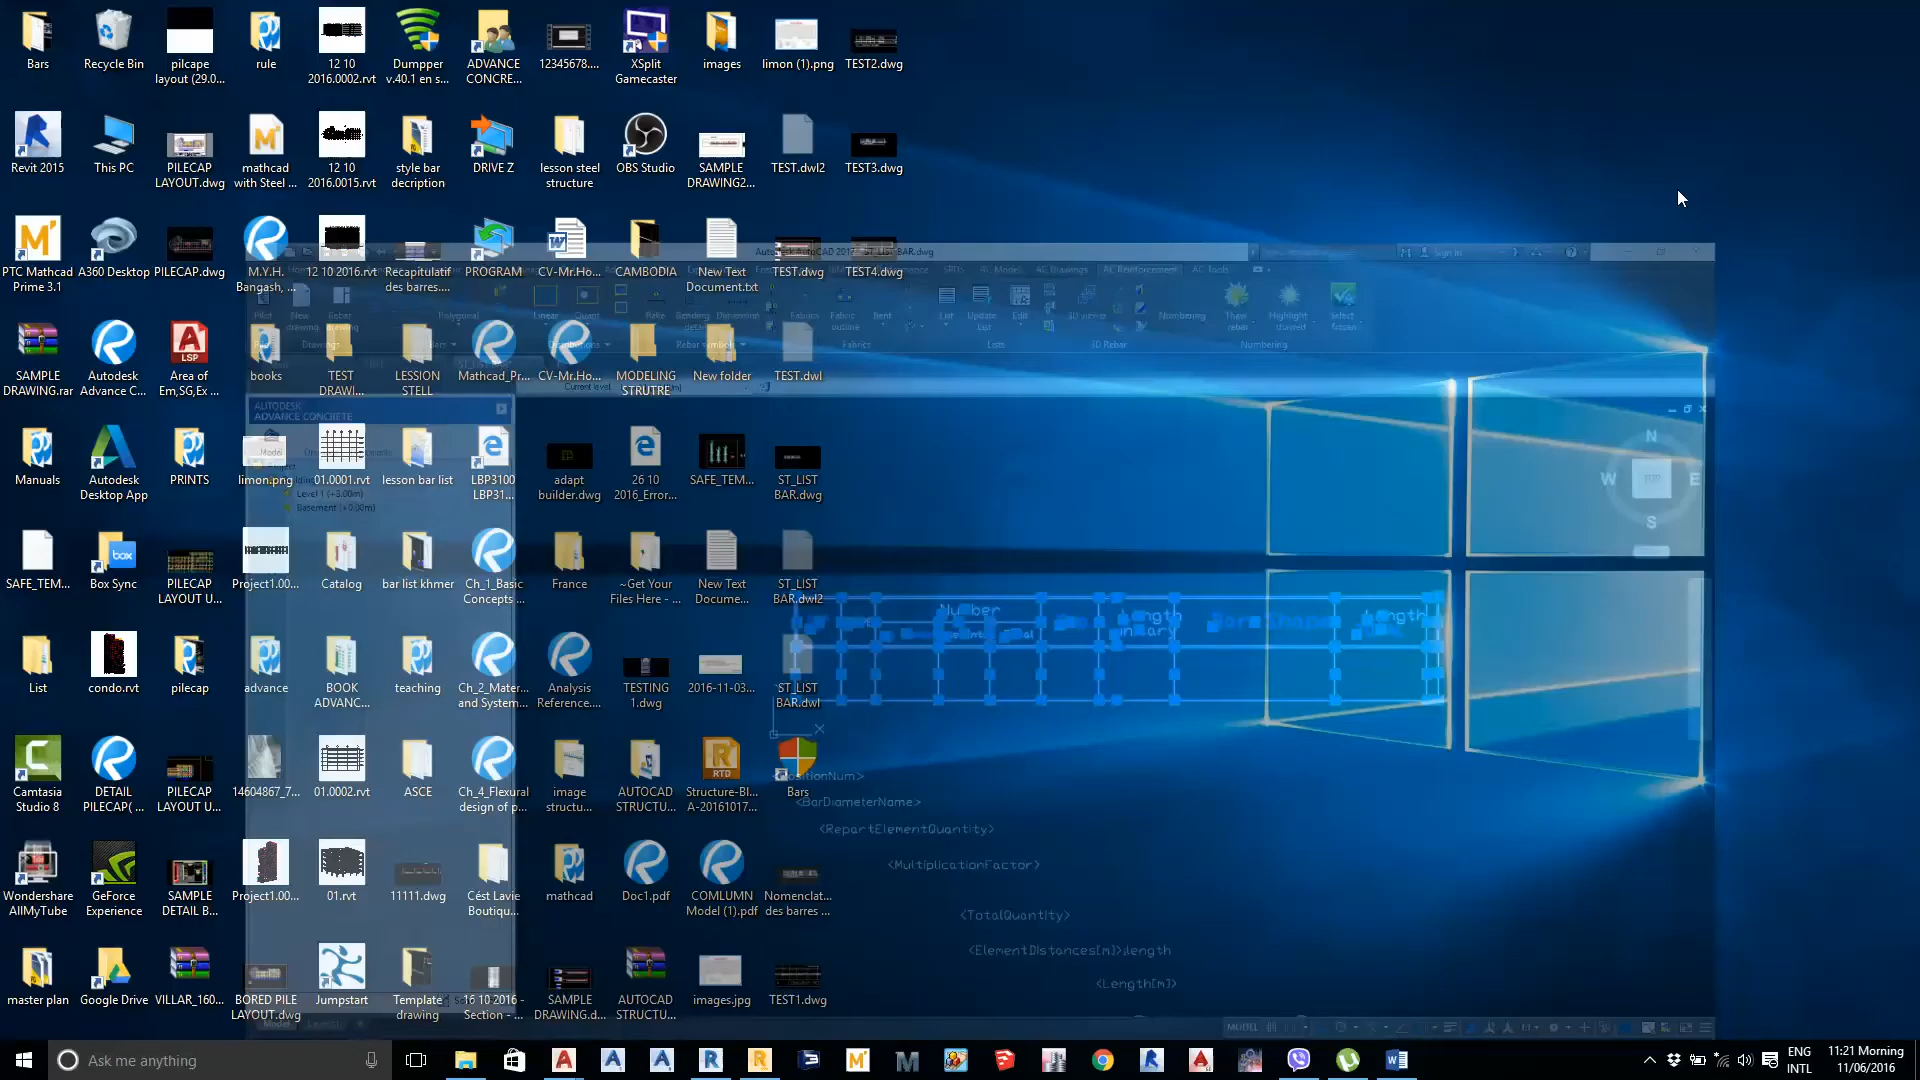 Bars
Recycle Bin
pilcape
layout (29.0...
rule
12 10
2016.0002.rvt
Dumpper
v.40.1 en s...
ADVANCE
CONCRE...
12345678....
XSplit
Gamecaster
images
limon (1).png
TEST2.dwg
Revit 2015
This PC
PILECAP
LAYOUT.dwg
mathcad
with Steel ...
12 10
2016.0015.rvt
style bar
decription
DRIVE Z
lesson steel
structure
OBS Studio
SAMPLE
DRAWING2...
TEST.dwl2
TEST3.dwg
PTC Mathcad
Prime 3.1
A360 Desktop
PILECAP.dwg
M.Y.H.
Bangash, ...
12 10 2016.rvt
Recapitulatif
des barres....
PROGRAM
CV-Mr.Ho...
CAMBODIA
New Text
Document.txt
TEST.dwg
TEST4.dwg
SAMPLE
DRAWING.rar
Autodesk
Advance C...
LSP
Area of
Em,SG,Ex ...
books
TEST
DRAWI...
LESSION
STELL
Mathcad_Pr...
CV-Mr.Ho...
MODELING
STRUTRE
New folder
TEST.dwl
AUTODESK
ADVANCE CONCRETE
Manuals
Autodesk
Desktop App
PRINTS
limon.png
01.0001.rvt
lesson bar list
LBP3100
LBP31...
adapt
builder.dwg
26 10
2016_Error...
SAFE_TEM...
ST_LIST
BAR.dwg
Level 1 (+3.00m)
Basement (+0.00m)
SAFE_TEM...
Box Sync
PILECAP
LAYOUT U...
Project1.00...
Catalog
bar list khmer
Ch_1_Basic
Concepts ...
France
~Get Your
Files Here - ...
New Text
Docume...
ST_LIST
BAR.dwl2
List
condo.rvt
pilecap
advance
BOOK
ADVANC...
teaching
Ch_2_Mater...
and System...
Analysis
Reference....
TESTING
1.dwg
2016-11-03...
ST_LIST
BAR.dwl
Number
Camtasia
Studio 8
DETAIL
PILECAP( ...
PILECAP
LAYOUT U...
14604867_7...
01.0002.rvt
ASCE
Ch_4_Flexural
design of p...
image
structu...
AUTOCAD
STRUCTU...
RTD
Structure-Bl...
A-20161017...
Bars
<BarDiameterName>
<RepartElementQuantity>
<MultiplicationFactor>
<TotalQuantity>
<ElementDistances[m]>length
<Length[m]>
Wondershare
AllMyTube
GeForce
Experience
SAMPLE
DETAIL B...
Project1.00...
01.rvt
11111.dwg
Cést Lavie
Boutiqu...
mathcad
Doc1.pdf
COMLUMN
Model (1).pdf
Nomenclat...
des barres ...
master plan
Google Drive
VILLAR_160...
BORED PILE
LAYOUT.dwg
Jumpstart
Template
drawing
16 10 2016 -
Section - ...
SAMPLE
DRAWING.d...
AUTOCAD
STRUCTU...
images.jpg
TEST1.dwg
N
W
E
S
MODEL
Ask me anything
ENG
INTL
11:21 Morning
11/06/2016